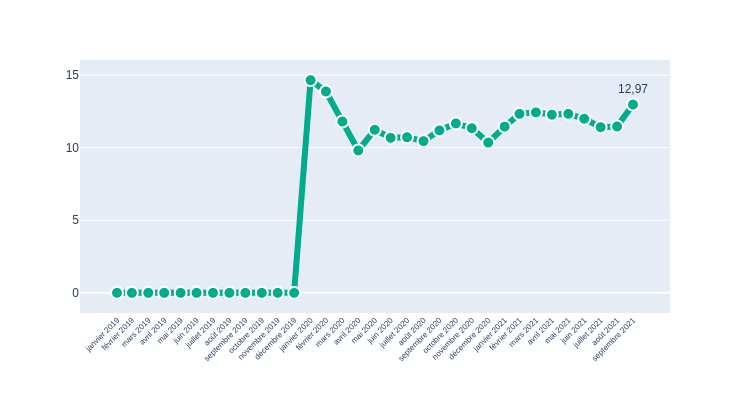 15
12,97
10
5
0
janvier 2019
février 2019
mars 2019
avril 2019
mai 2019
juin 2019
juillet 2019
août 2019
septembre 2019
octobre 2019
novembre 2019
décembre 2019
janvier 2020
février 2020
mars 2020
avril 2020
mai 2020
juin 2020
juillet 2020
août 2020
septembre 2020
octobre 2020
novembre 2020
décembre 2020
janvier 2021
février 2021
mars 2021
avril 2021
mai 2021
juin 2021
juillet 2021
août 2021
septembre 2021